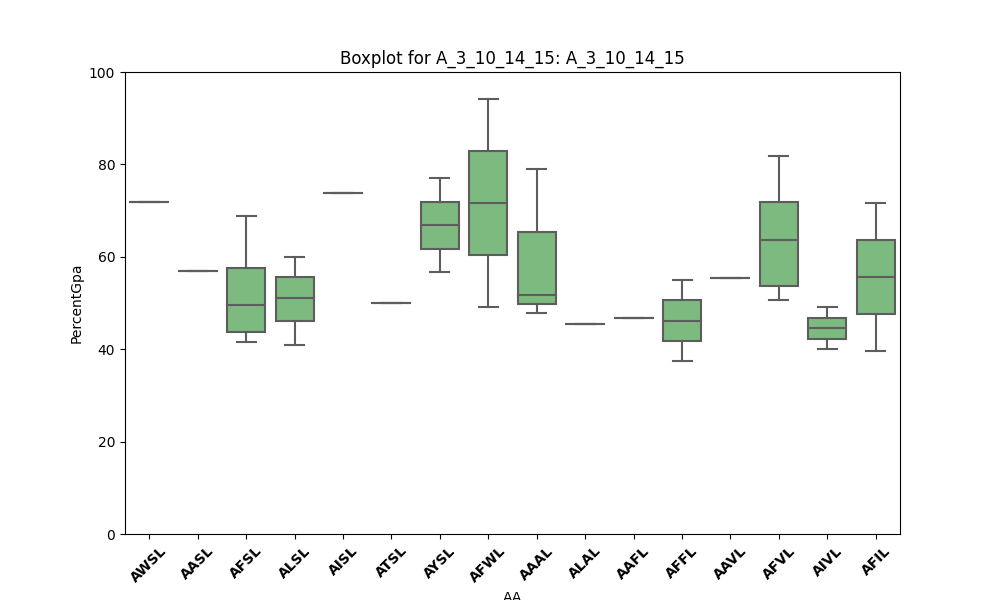 Boxplot for A_3_10_14_15: A_3_10_14_15
100
80
60
40
20
0
PercentGpa
AWSL
AASL
AFSL
ALSL
AISL
ATSL
AYSL
AFWL
AAAL
ALAL
AAFL
AFFL
AAVL
AFVL
AIVL
AFIL
AA